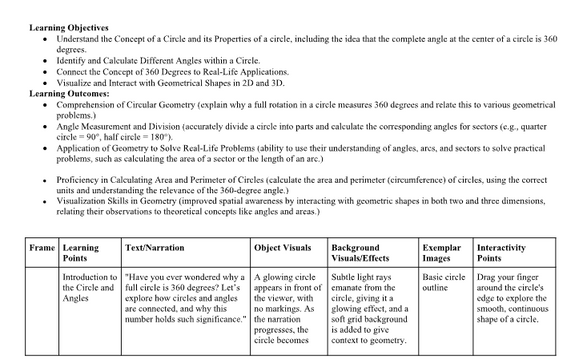 Learning Objectives
• Understand the Concept of a Circle and its Properties of a circle, including the idea that the complete angle at the center of a circle is 360
degrees.
• Identify and Calculate Different Angles within a Circle.
• Connect the Concept of 360 Degrees to Real-Life Applications.
• Visualize and Interact with Geometrical Shapes in 2D and 3D.
Learning Outcomes:
• Comprehension of Circular Geometry (explain why a full rotation in a circle measures 360 degrees and relate this to various geometrical
problems.)
• Angle Measurement and Division (accurately divide a circle into parts and calculate the corresponding angles for sectors (e.g., quarter
circle = 90°, half circle = 180°).
• Application of Geometry to Solve Real-Life Problems (ability to use their understanding of angles, arcs, and sectors to solve practical
problems, such as calculating the area of a sector or the length of an arc.)
• Proficiency in Calculating Area and Perimeter of Circles (calculate the area and perimeter (circumference) of circles, using the correct
units and understanding the relevance of the 360-degree angle.)
• Visualization Skills in Geometry (improved spatial awareness by interacting with geometric shapes in both two and three dimensions,
relating their observations to theoretical concepts like angles and areas.)
Frame
Learning
Points
Text/Narration
Object Visuals
Background
Visuals/Effects
Exemplar
Images
Interactivity
Points
Introduction to
the Circle and
Angles
"Have you ever wondered why a
full circle is 360 degrees? Let's
explore how circles and angles
are connected, and why this
number holds such significance."
A glowing circle
appears in front of
the viewer, with
no markings. As
the narration
progresses, the
circle becomes
Subtle light rays
emanate from the
circle, giving it a
glowing effect, and a
soft grid background
is added to give
context to geometry.
Basic circle
outline
Drag your finger
around the circle's
edge to explore the
smooth, continuous
shape of a circle.